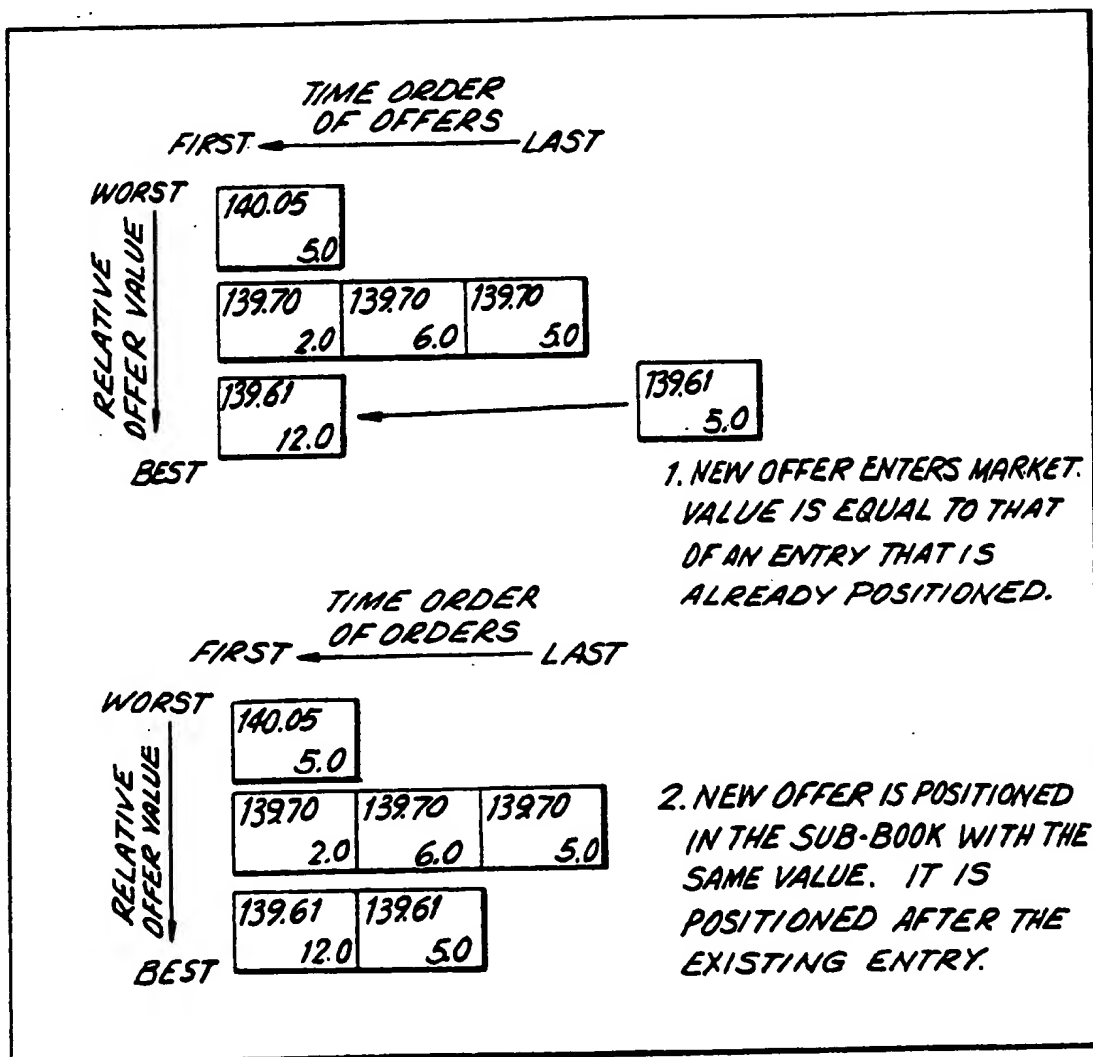 TIME ORDER
OF OFFERS
FIRST LAST
WORST
RELATIVE
OFFER VALUE
BEST
140.05
5.0
139.70 139.70 139.70
2.0 6.0 5.0
139.61 139.61
12.0 5.0
1. NEW OFFER ENTERS MARKET.
VALUE IS EQUAL TO THAT
OF AN ENTRY THAT IS
ALREADY POSITIONED.
TIME ORDER
OF ORDERS
FIRST LAST
WORST
RELATIVE
OFFER VALUE
BEST
140.05
5.0
139.70 139.70 139.70
2.0 6.0 5.0
139.61 139.61
12.0 5.0
2. NEW OFFER IS POSITIONED
IN THE SUB-BOOK WITH THE
SAME VALUE. IT IS
POSITIONED AFTER THE
EXISTING ENTRY.